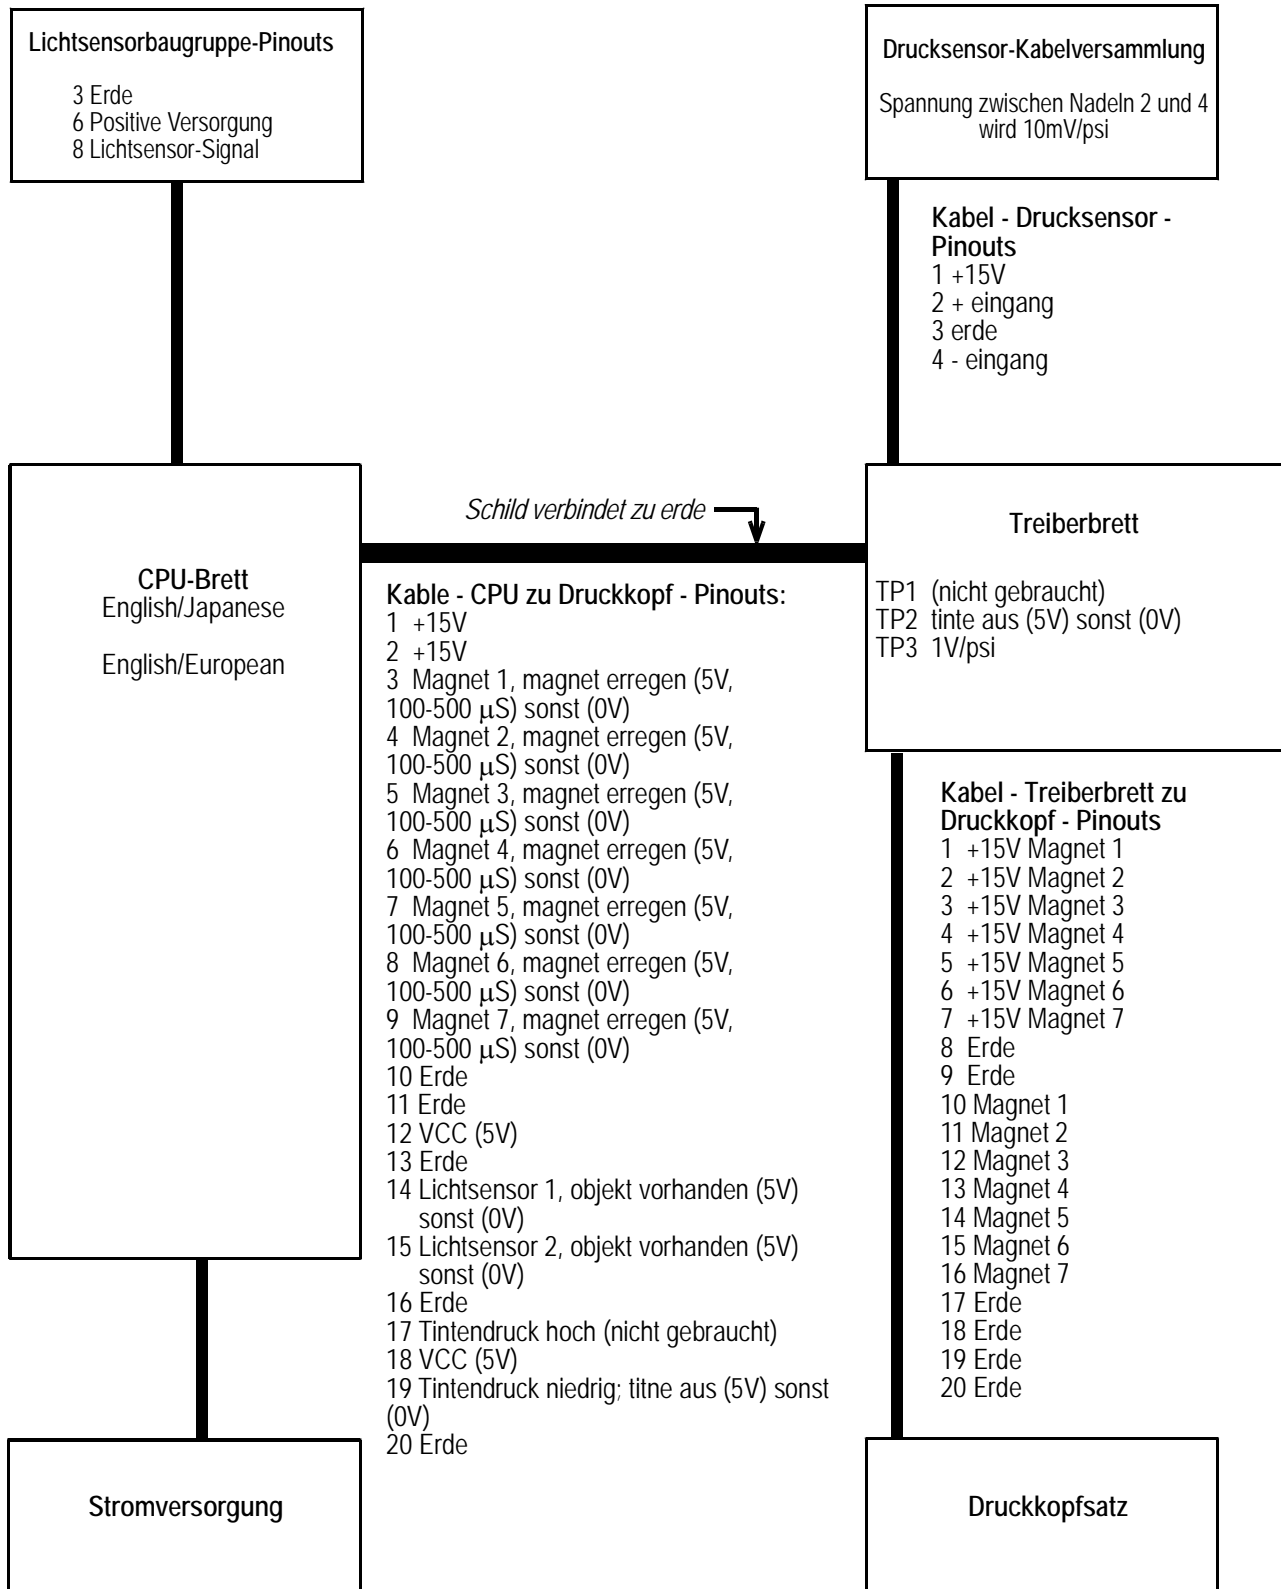 Lichtsensorbaugruppe-Pinouts
3 Erde
6 Positive Versorgung
8 Lichtsensor-Signal
Drucksensor-Kabelversammlung
Spannung zwischen Nadeln 2 und 4
wird 10mV/psi
Kabel - Drucksensor -
Pinouts
1 +15V
2 + eingang
3 erde
4 - eingang
CPU-Brett
English/Japanese
English/European
Schild verbindet zu erde
Treiberbrett
TP1 (nicht gebraucht)
TP2 tinte aus (5V) sonst (0V)
TP3 1V/psi
Kable - CPU zu Druckkopf - Pinouts:
1 +15V
2 +15V
3 Magnet 1, magnet erregen (5V,
100-500 µS) sonst (0V)
4 Magnet 2, magnet erregen (5V,
100-500 µS) sonst (0V)
5 Magnet 3, magnet erregen (5V,
100-500 µS) sonst (0V)
6 Magnet 4, magnet erregen (5V,
100-500 µS) sonst (0V)
7 Magnet 5, magnet erregen (5V,
100-500 µS) sonst (0V)
8 Magnet 6, magnet erregen (5V,
100-500 µS) sonst (0V)
9 Magnet 7, magnet erregen (5V,
100-500 µS) sonst (0V)
10 Erde
11 Erde
12 VCC (5V)
13 Erde
14 Lichtsensor 1, objekt vorhanden (5V)
sonst (0V)
15 Lichtsensor 2, objekt vorhanden (5V)
sonst (0V)
16 Erde
17 Tintendruck hoch (nicht gebraucht)
18 VCC (5V)
19 Tintendruck niedrig; titne aus (5V) sonst
(0V)
20 Erde
Kabel - Treiberbrett zu
Druckkopf - Pinouts
1 +15V Magnet 1
2 +15V Magnet 2
3 +15V Magnet 3
4 +15V Magnet 4
5 +15V Magnet 5
6 +15V Magnet 6
7 +15V Magnet 7
8 Erde
9 Erde
10 Magnet 1
11 Magnet 2
12 Magnet 3
13 Magnet 4
14 Magnet 5
15 Magnet 6
16 Magnet 7
17 Erde
18 Erde
19 Erde
20 Erde
Stromversorgung
Druckkopfsatz